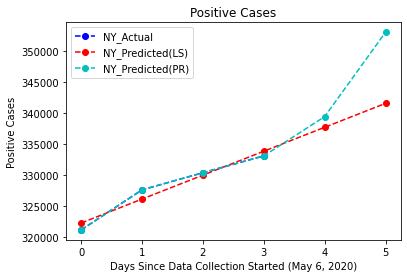 Positive Cases
NY_Actual
NY_Predicted(LS)
NY_Predicted(PR)
Positive Cases
350000
345000
340000
335000
330000
325000
320000
0 1 2 3 4 5
Days Since Data Collection Started (May 6, 2020)